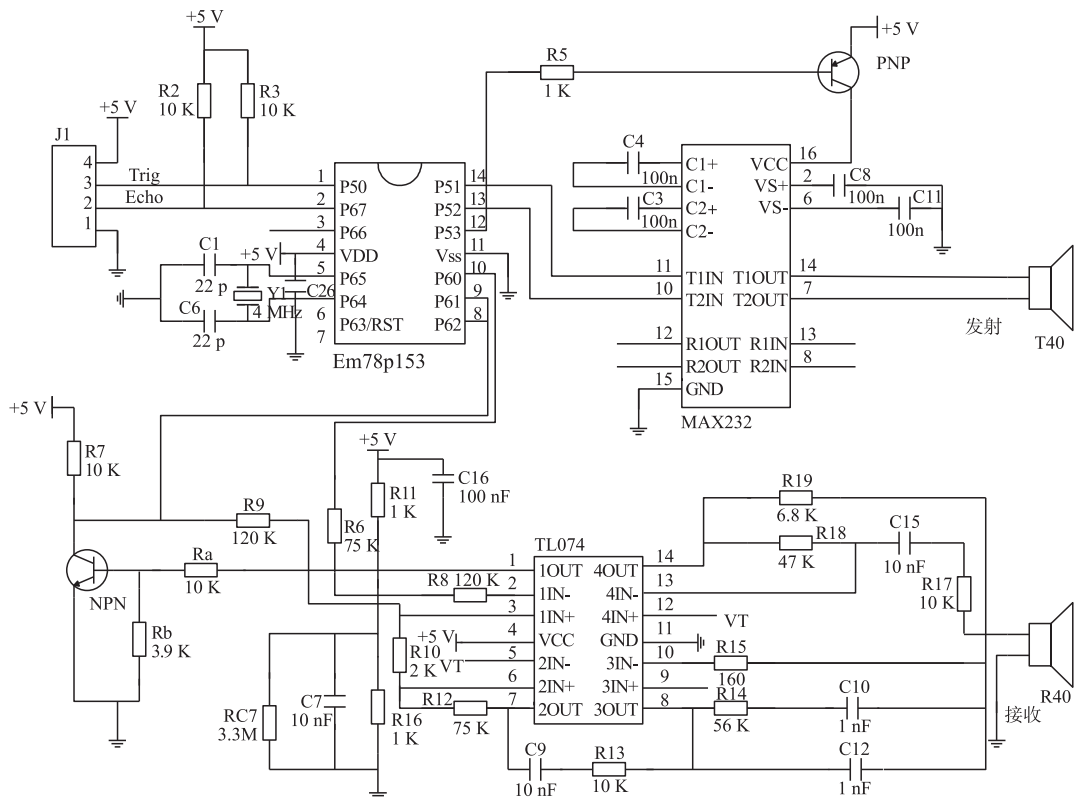 +5 V
+5 V
R5
1 K
PNP
R2
10 K
R3
10 K
+5 V
J1
4
3
2
1
Trig
Echo
1
2
3
4
5
6
7
P50
P67
P66
VDD
P65
P64
P63/RST
P51
P52
P53
Vss
P60
P61
P62
14
13
12
11
10
9
8
Em78p153
C1
22 p
+5 V
Y1
4 MHz
C26
C6
22 p
C4
100n
C3
100n
C1+
C1-
C2+
C2-
T1IN
T2IN
R1OUT
R2OUT
GND
VCC
VS+
VS-
T1OUT
T2OUT
R1IN
R2IN
11
10
12
15
16
2
6
14
7
13
8
MAX232
C8
100n
C11
100n
发射
T40
+5 V
R7
10 K
R9
120 K
Ra
10 K
NPN
Rb
3.9 K
+5 V
R11
1 K
C16
100 nF
R6
75 K
R8 120 K
+5 V
VT
R10
2 K
R12
75 K
RC7
3.3M
C7
10 nF
R16
1 K
TL074
1
2
3
4
5
6
7
1OUT
1IN-
1IN+
VCC
2IN-
2IN+
2OUT
4OUT
4IN-
4IN+
GND
3IN-
3IN+
3OUT
14
13
12
11
10
9
8
VT
R19
6.8 K
R18
47 K
C15
10 nF
R17
10 K
R15
160
R14
56 K
C10
1 nF
C9
10 nF
R13
10 K
C12
1 nF
R40
接收